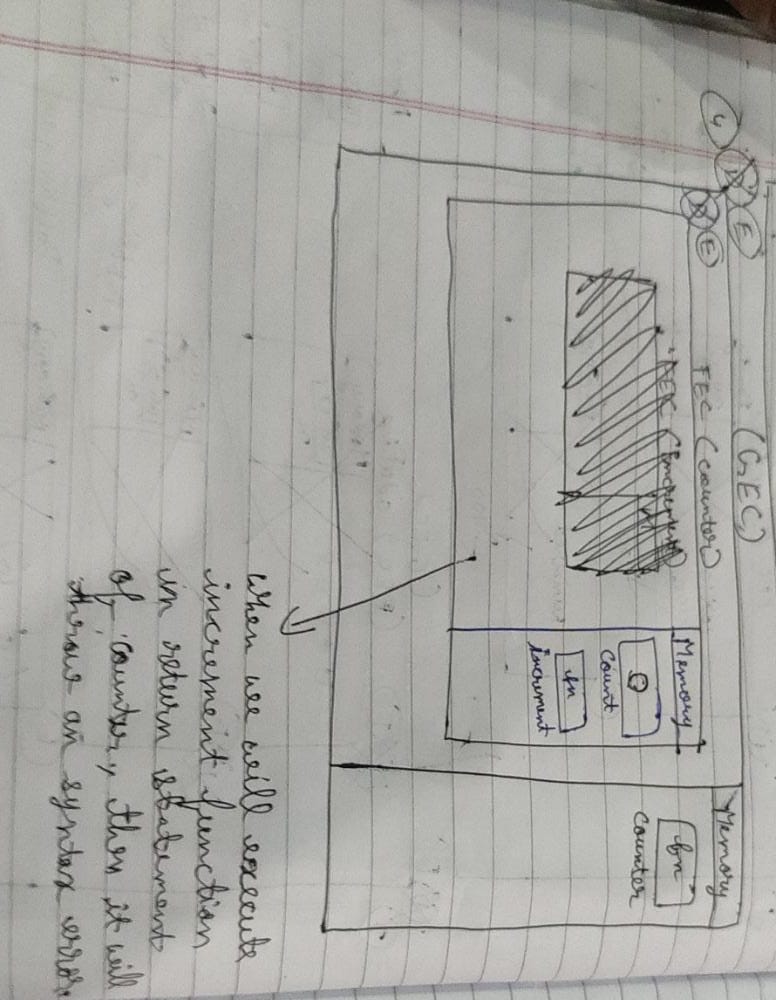 4
E
(G.EC)
E
FEC (counter)
FEC (increment)
Memory
0
count
fn
increment
Memory
fn
counter
When we will execute
increment function
in return statement
of counter, then it will
throw an syntax error.